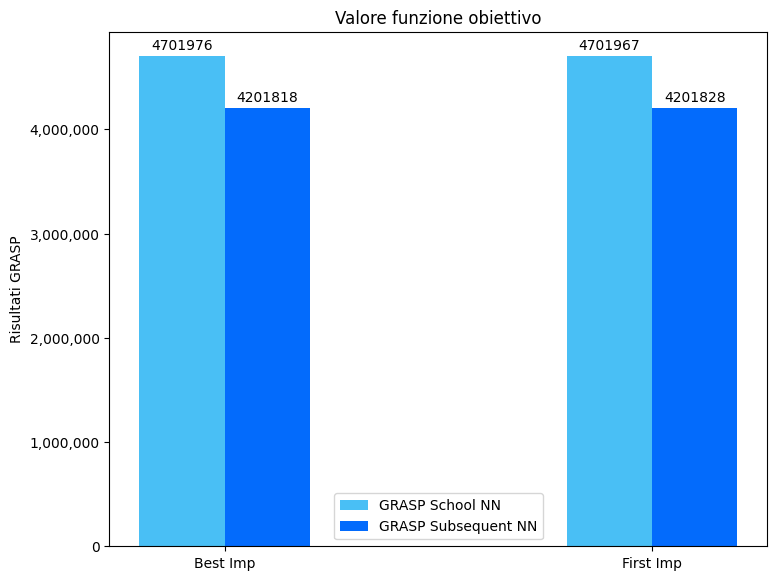 Valore funzione obiettivo
4701976
4201818
4701967
4201828
4,000,000
3,000,000
2,000,000
1,000,000
0
Risultati GRASP
GRASP School NN
GRASP Subsequent NN
Best Imp
First Imp